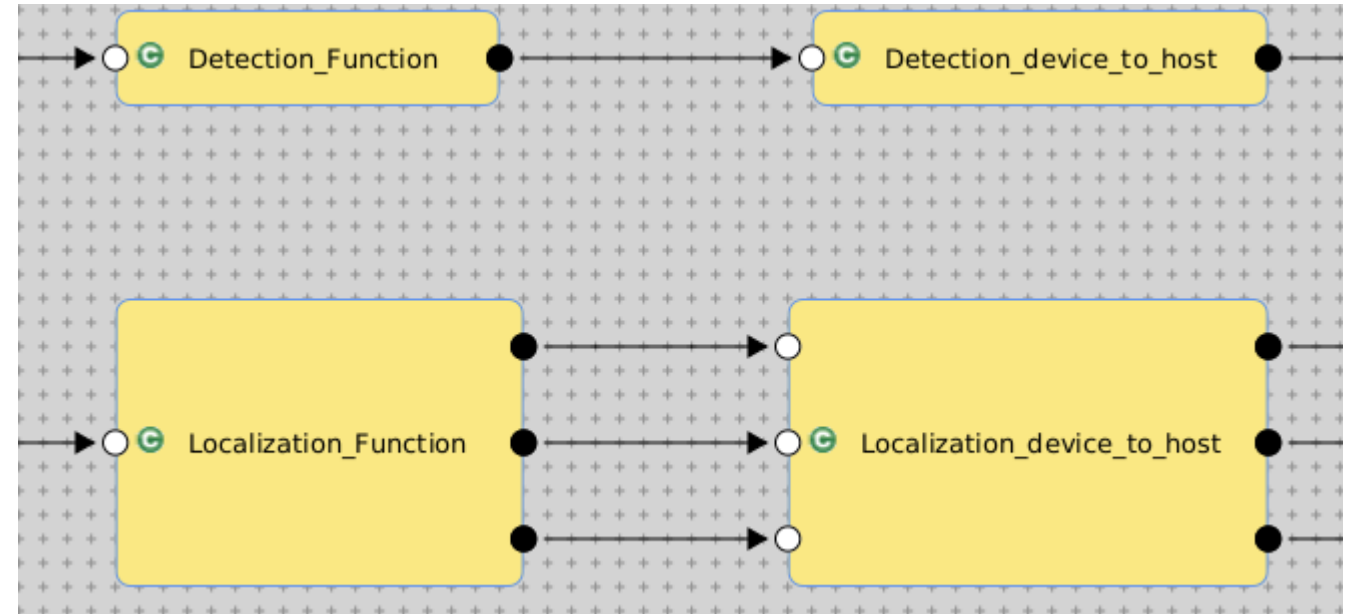 C Detection_Function
C Detection_device_to_host
C Localization_Function
C Localization_device_to_host